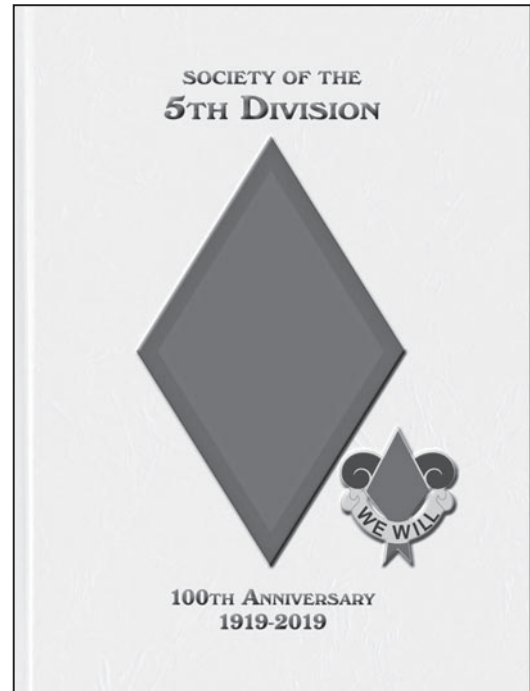 SOCIETY OF THE
5TH DIVISION
WE WILL
100TH ANNIVERSARY
1919-2019